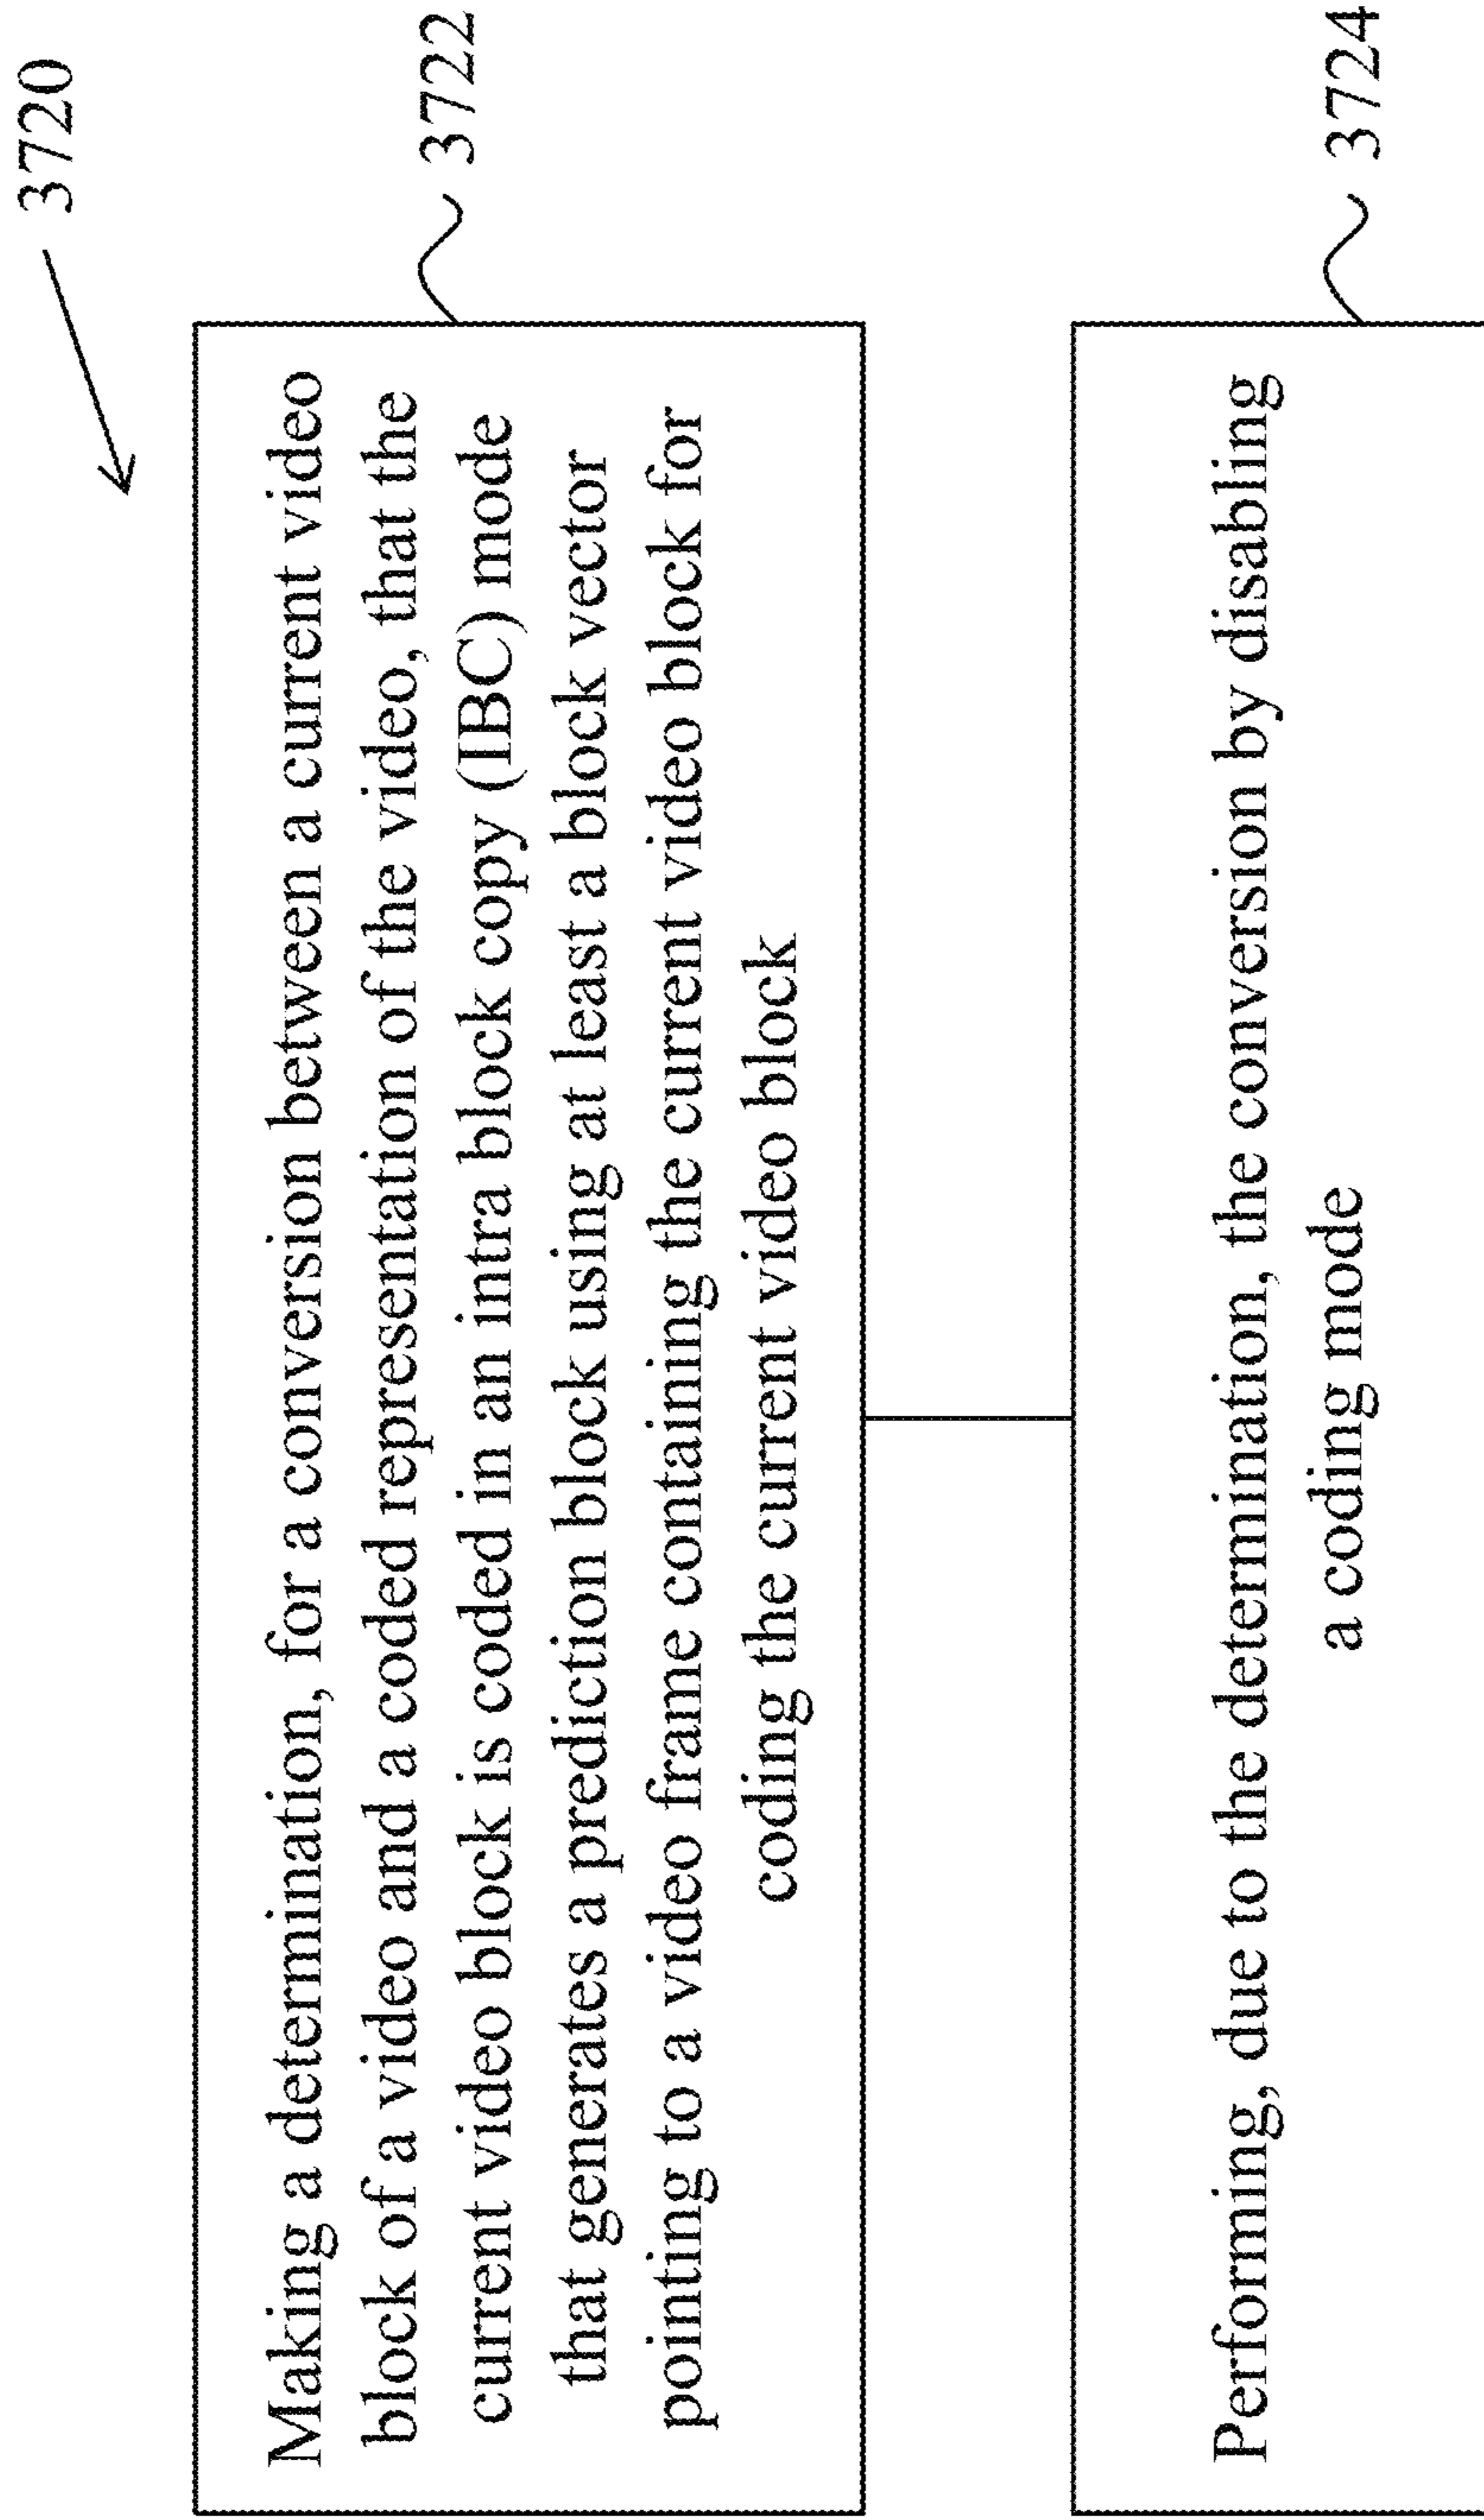 3720
Making a determination, for a conversion between a current video
block of a video and a coded representation of the video, that the
current video block is coded in an intra block copy (IBC) mode
that generates a prediction block using at least a block vector
pointing to a video frame containing the current video block for
coding the current video block
3722
Performing, due to the determination, the conversion by disabling
a coding mode
3724